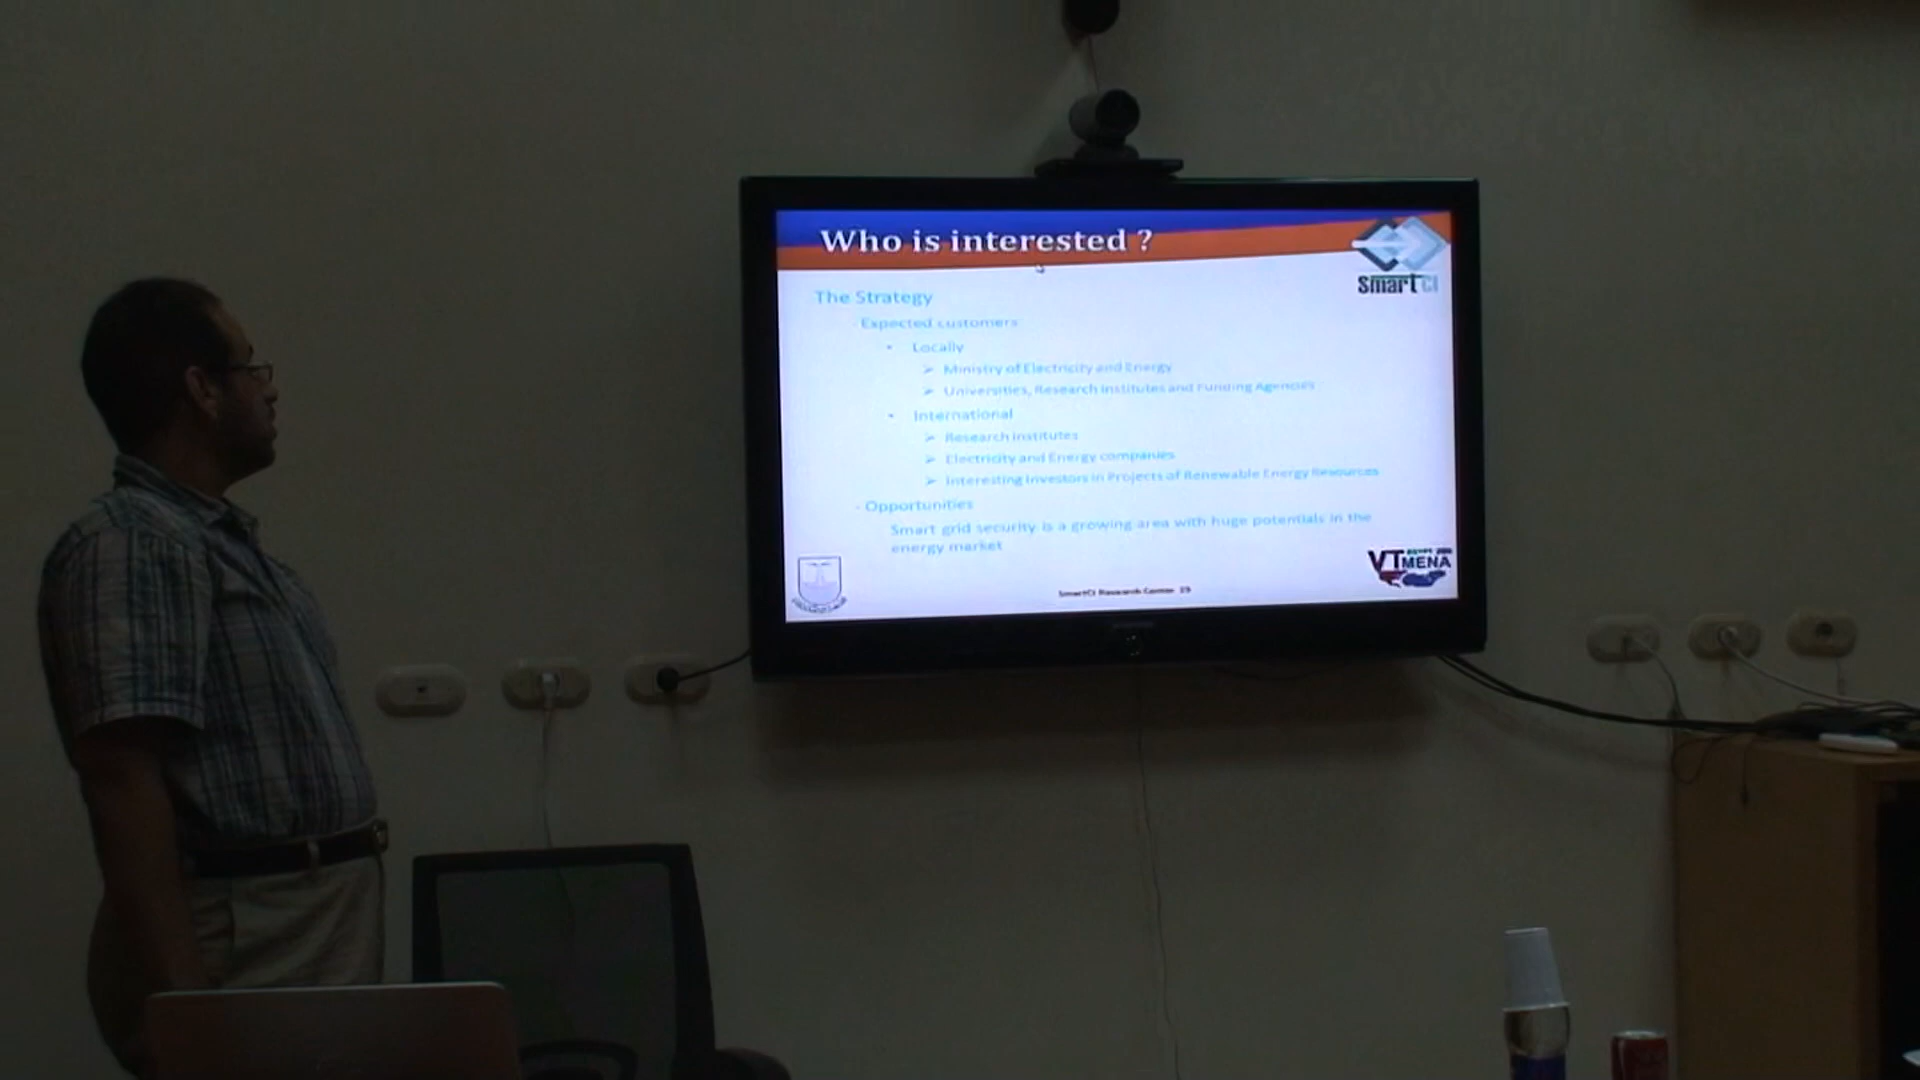 Who is interested ?
SmartCI
The Strategy
- Expected customers
• Locally
➢ Ministry of Electricity and Energy
➢ Universities, Research Institutes and Funding Agencies
• International
➢ Research Institutes
➢ Electricity and Energy companies
➢ Interesting Investors in Projects of Renewable Energy Resources
- Opportunities
Smart grid security is a growing area with huge potentials in the
energy market
VT MENA
SmartCI Research Center 19